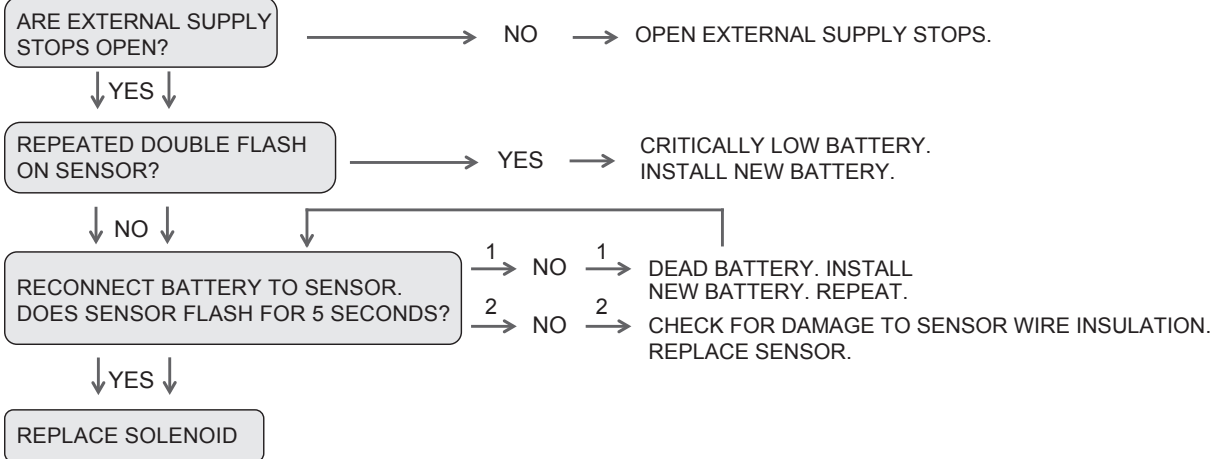 ARE EXTERNAL SUPPLY
STOPS OPEN?
NO
OPEN EXTERNAL SUPPLY STOPS.
YES
REPEATED DOUBLE FLASH
ON SENSOR?
YES
CRITICALLY LOW BATTERY.
INSTALL NEW BATTERY.
NO
RECONNECT BATTERY TO SENSOR.
DOES SENSOR FLASH FOR 5 SECONDS?
1
NO
1
DEAD BATTERY. INSTALL
NEW BATTERY. REPEAT.
2
NO
2
CHECK FOR DAMAGE TO SENSOR WIRE INSULATION.
REPLACE SENSOR.
YES
REPLACE SOLENOID